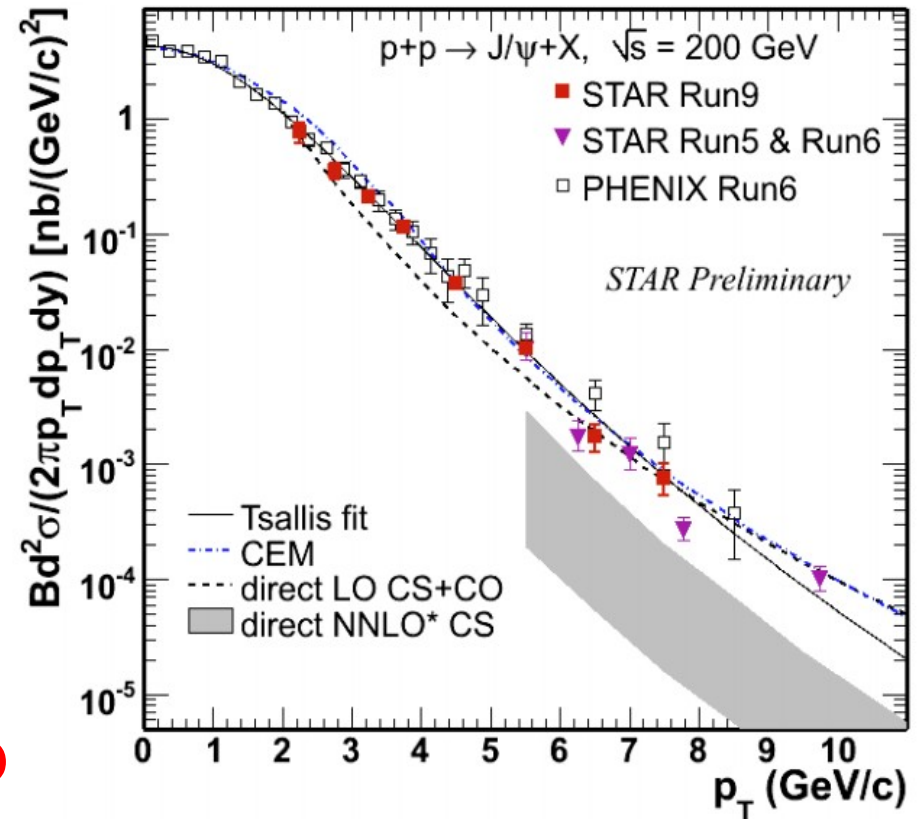 p+p → J/ψ+X, √s = 200 GeV
STAR Run9
STAR Run5 & Run6
PHENIX Run6
STAR Preliminary
Tsallis fit
CEM
direct LO CS+CO
direct NNLO* CS
Bd²σ/(2πp_T dp_T dy) [nb/(GeV/c)²]
1
10⁻¹
10⁻²
10⁻³
10⁻⁴
10⁻⁵
0 1 2 3 4 5 6 7 8 9 10
p_T (GeV/c)